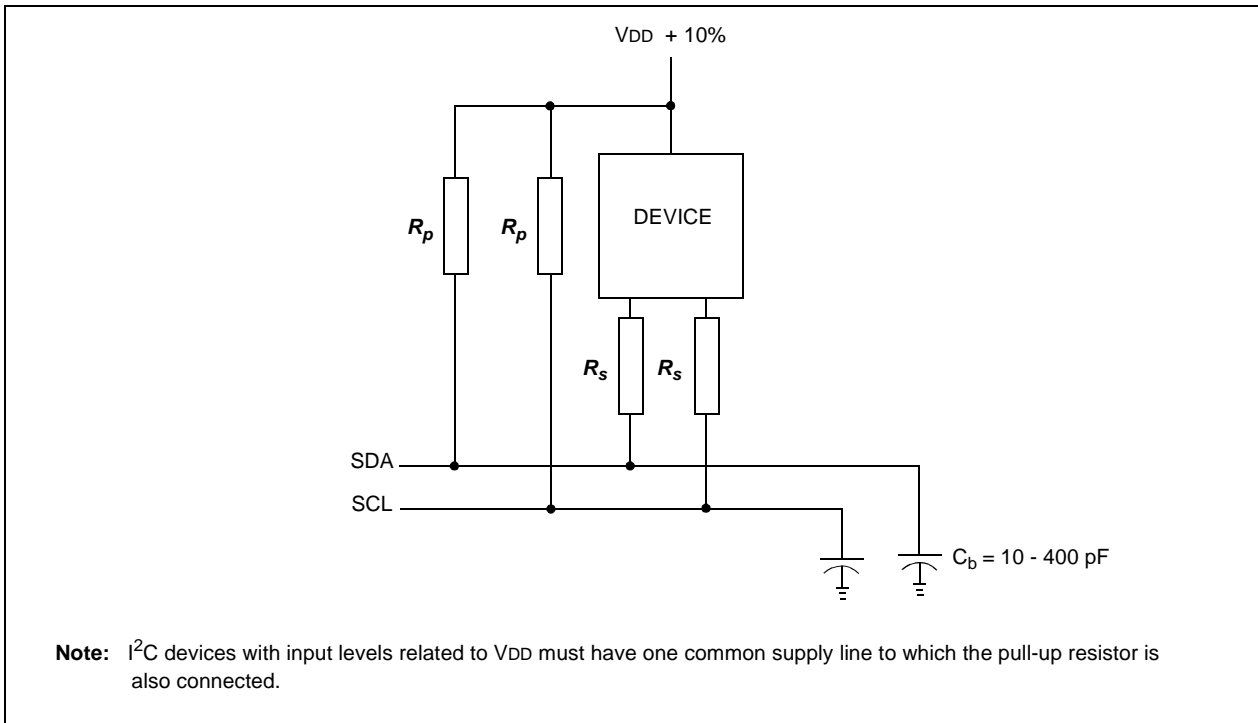 VDD + 10%
Rp
Rp
DEVICE
Rs
Rs
SDA
SCL
Cb = 10 - 400 pF
Note: I2C devices with input levels related to VDD must have one common supply line to which the pull-up resistor is
also connected.